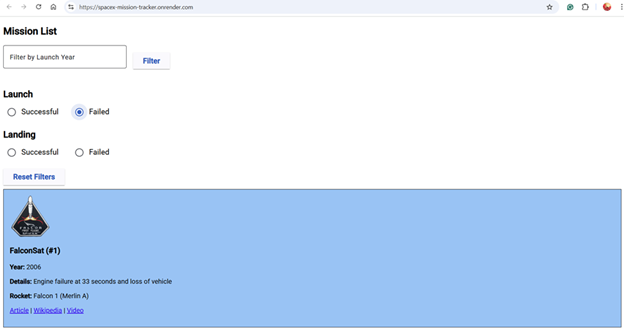 https://spacex-mission-tracker.onrender.com
Mission List
Filter by Launch Year
Filter
Launch
Successful Failed
Landing
Successful Failed
Reset Filters
FALCON
FalconSat (#1)
Year: 2006
Details: Engine failure at 33 seconds and loss of vehicle
Rocket: Falcon 1 (Merlin A)
Article | Wikipedia | Video